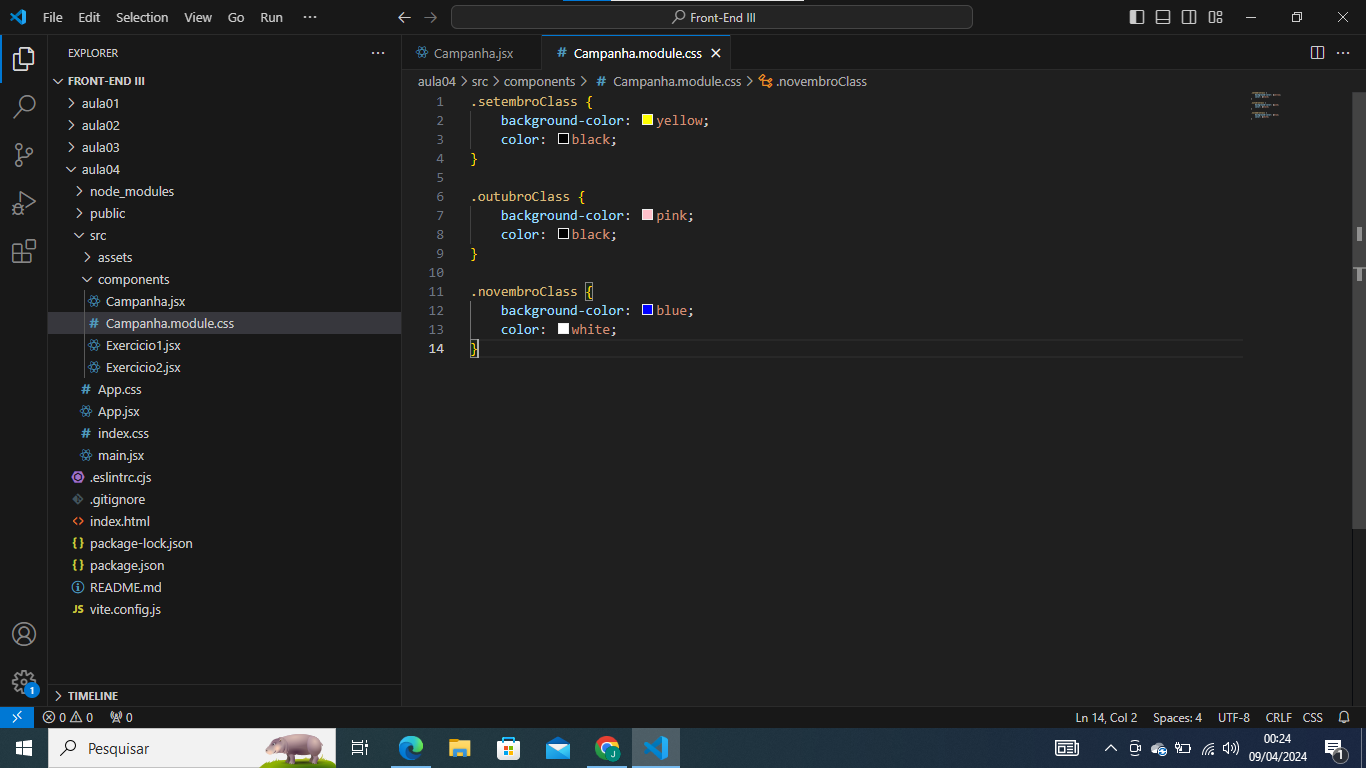 File Edit Selection View Go Run ··· Front-End III
EXPLORER ···
FRONT-END III
aula01
aula02
aula03
aula04
node_modules
public
src
assets
components
Campanha.jsx
# Campanha.module.css
Exercicio1.jsx
Exercicio2.jsx
# App.css
App.jsx
# index.css
main.jsx
.eslintrc.cjs
.gitignore
<> index.html
{} package-lock.json
{} package.json
README.md
JS vite.config.js
TIMELINE
Campanha.jsx # Campanha.module.css
aula04 > src > components > # Campanha.module.css > .novembroClass
1 .setembroClass {
2 background-color: yellow;
3 color: black;
4 }
5
6 .outubroClass {
7 background-color: pink;
8 color: black;
9 }
10
11 .novembroClass {
12 background-color: blue;
13 color: white;
14 }
1
0 0 0 Ln 14, Col 2 Spaces: 4 UTF-8 CRLF CSS
Pesquisar
00:24
09/04/2024
1